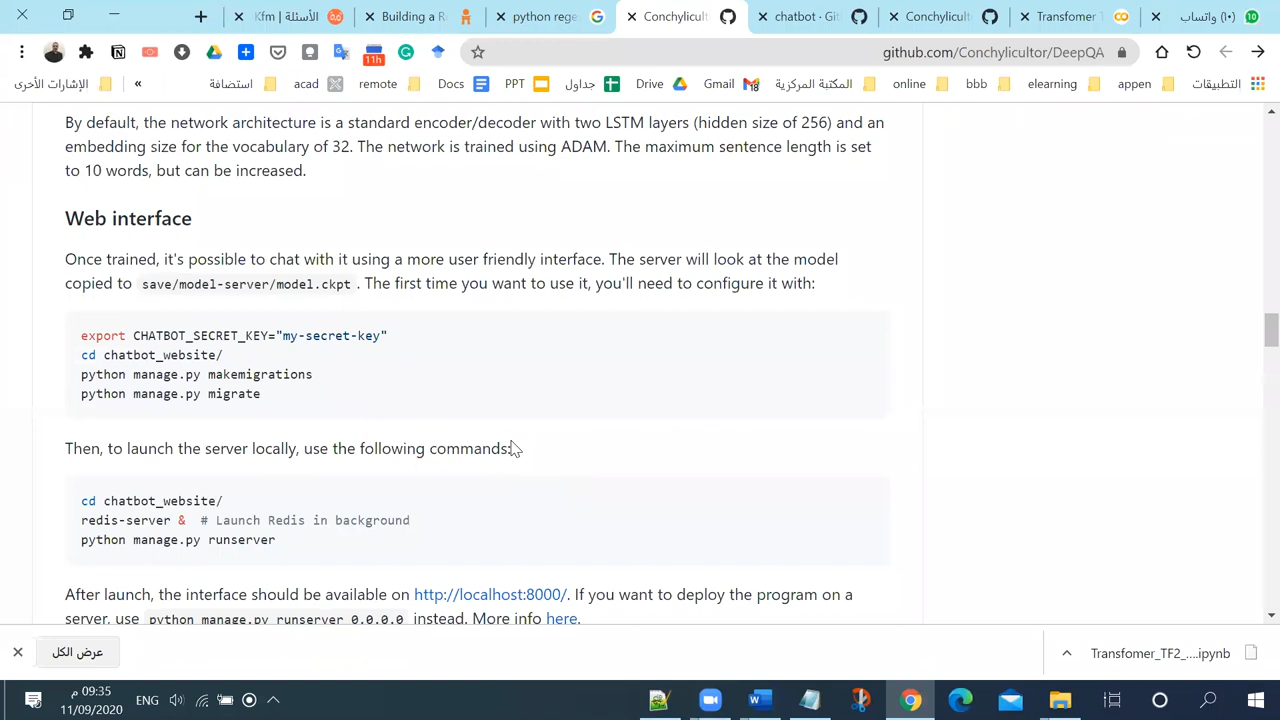 الأسئلة | Kfm
Building a R
python rege
Conchylicult
chatbot · Git
Conchylicult
Transfomer
(١٠) واتساب
10
11h
github.com/Conchylicultor/DeepQA
الإشارات الأخرى
«
استضافة
acad
remote
Docs
PPT
جداول
Drive
Gmail
المكتبة المركزية
online
bbb
elearning
appen
التطبيقات
By default, the network architecture is a standard encoder/decoder with two LSTM layers (hidden size of 256) and an
embedding size for the vocabulary of 32. The network is trained using ADAM. The maximum sentence length is set
to 10 words, but can be increased.
Web interface
Once trained, it's possible to chat with it using a more user friendly interface. The server will look at the model
copied to save/model-server/model.ckpt . The first time you want to use it, you'll need to configure it with:
export CHATBOT_SECRET_KEY="my-secret-key"
cd chatbot_website/
python manage.py makemigrations
python manage.py migrate
Then, to launch the server locally, use the following commands:
cd chatbot_website/
redis-server & # Launch Redis in background
python manage.py runserver
After launch, the interface should be available on http://localhost:8000/. If you want to deploy the program on a
server, use python manage.py runserver 0.0.0.0 instead. More info here.
عرض الكل
Transfomer_TF2_....ipynb
09:35 م
11/09/2020
ENG